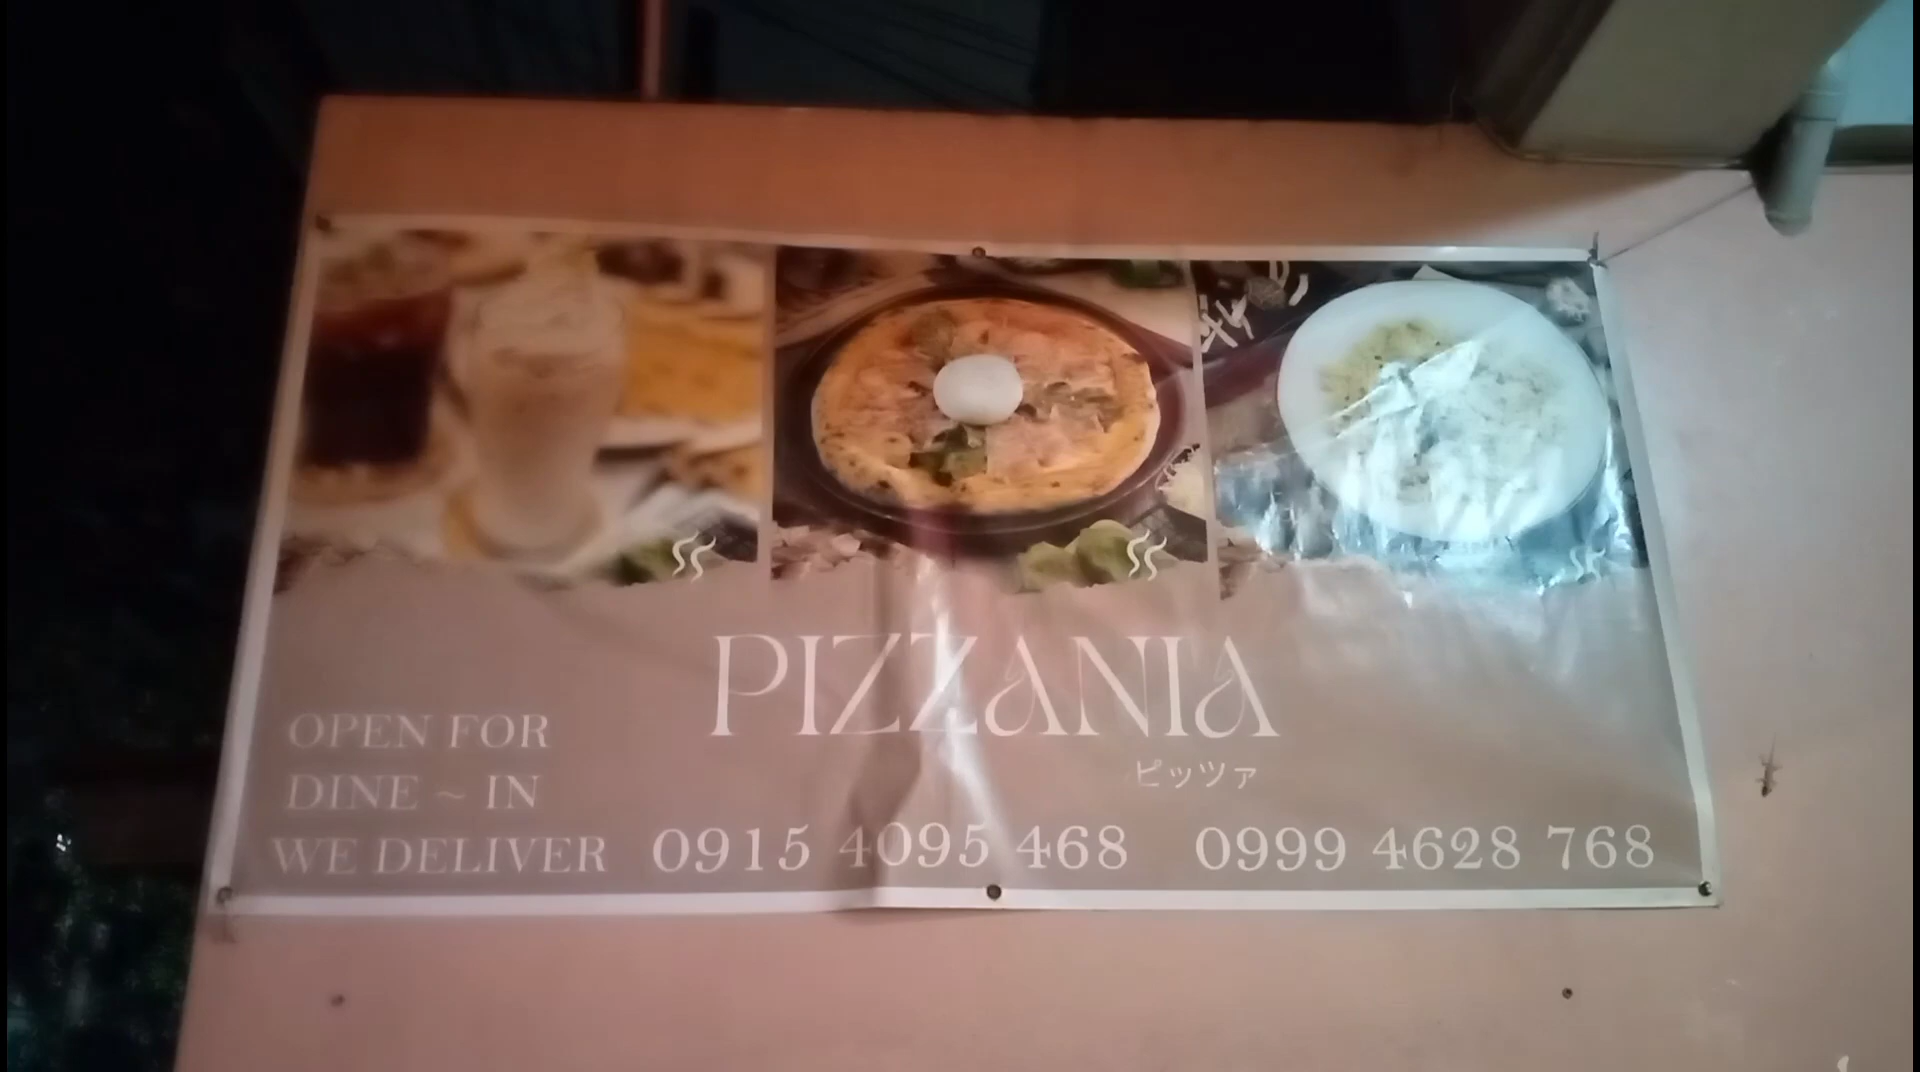 PIZZANIA
ピッツァ
OPEN FOR
DINE ~ IN
WE DELIVER 0915 4095 468 0999 4628 768